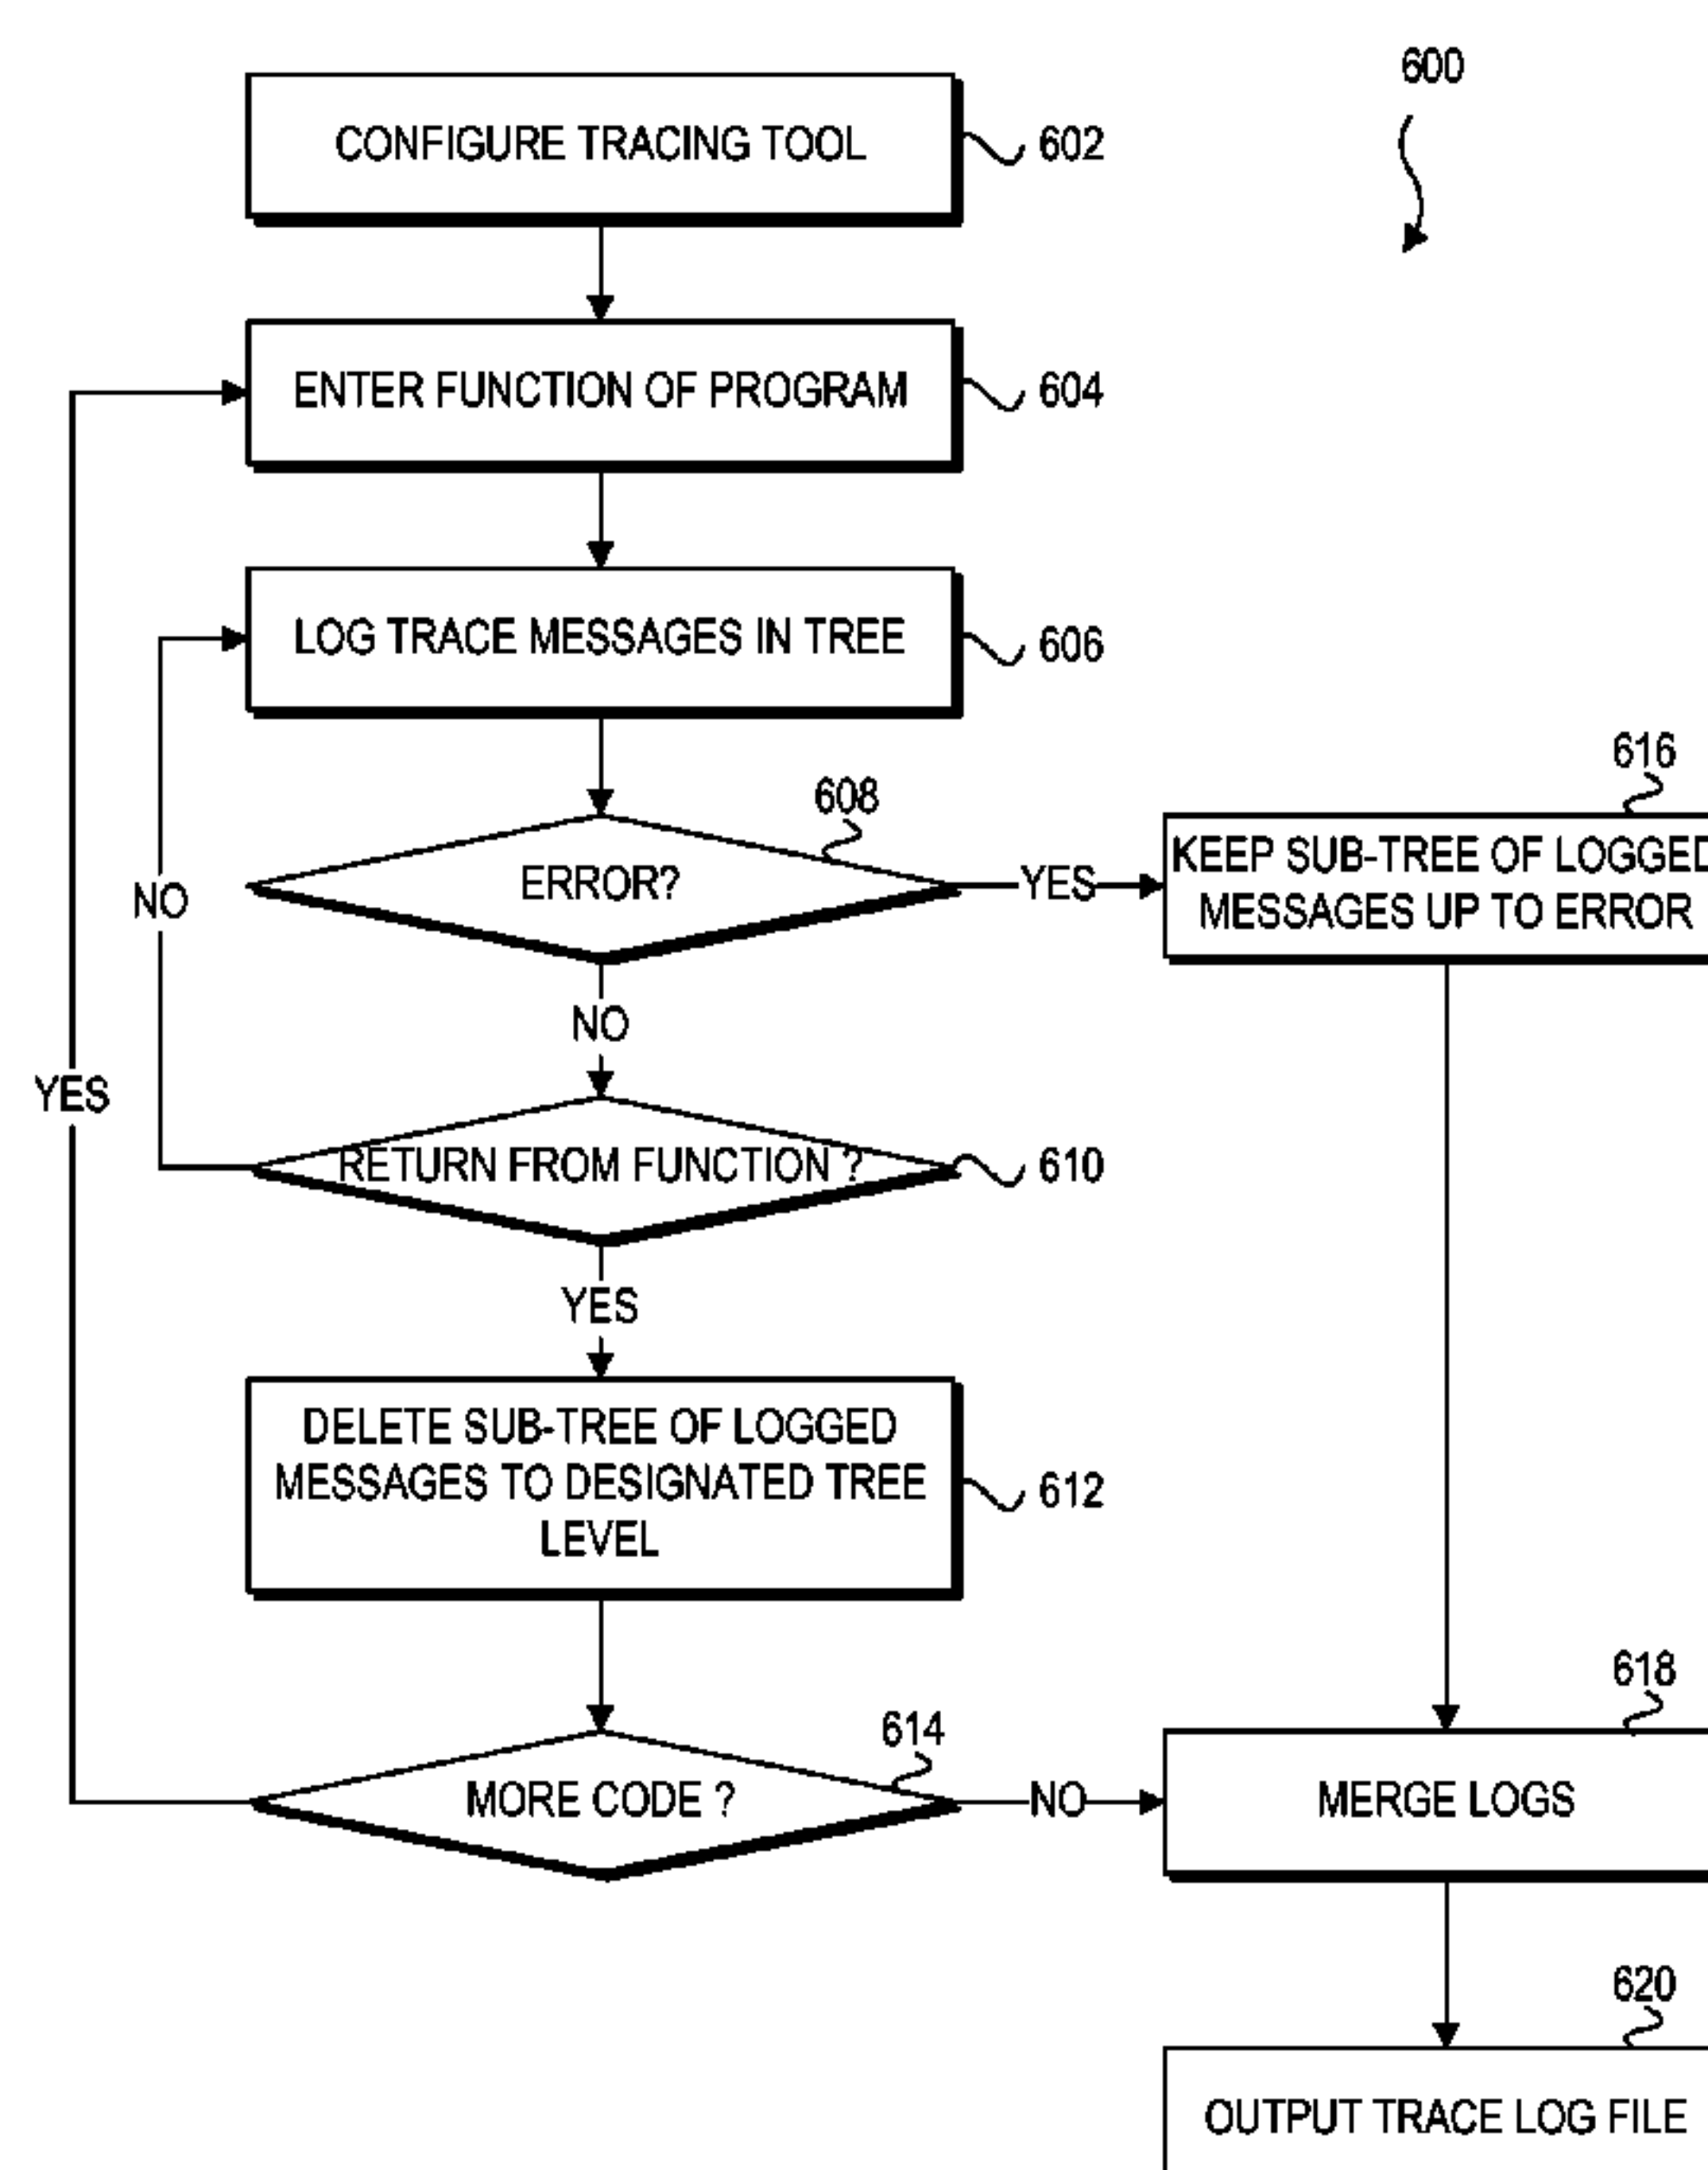 600
CONFIGURE TRACING TOOL
602
ENTER FUNCTION OF PROGRAM
604
LOG TRACE MESSAGES IN TREE
606
608
ERROR?
YES
616
KEEP SUB-TREE OF LOGGED
MESSAGES UP TO ERROR
NO
NO
YES
RETURN FROM FUNCTION ?
610
YES
DELETE SUB-TREE OF LOGGED
MESSAGES TO DESIGNATED TREE
LEVEL
612
614
MORE CODE ?
NO
618
MERGE LOGS
620
OUTPUT TRACE LOG FILE